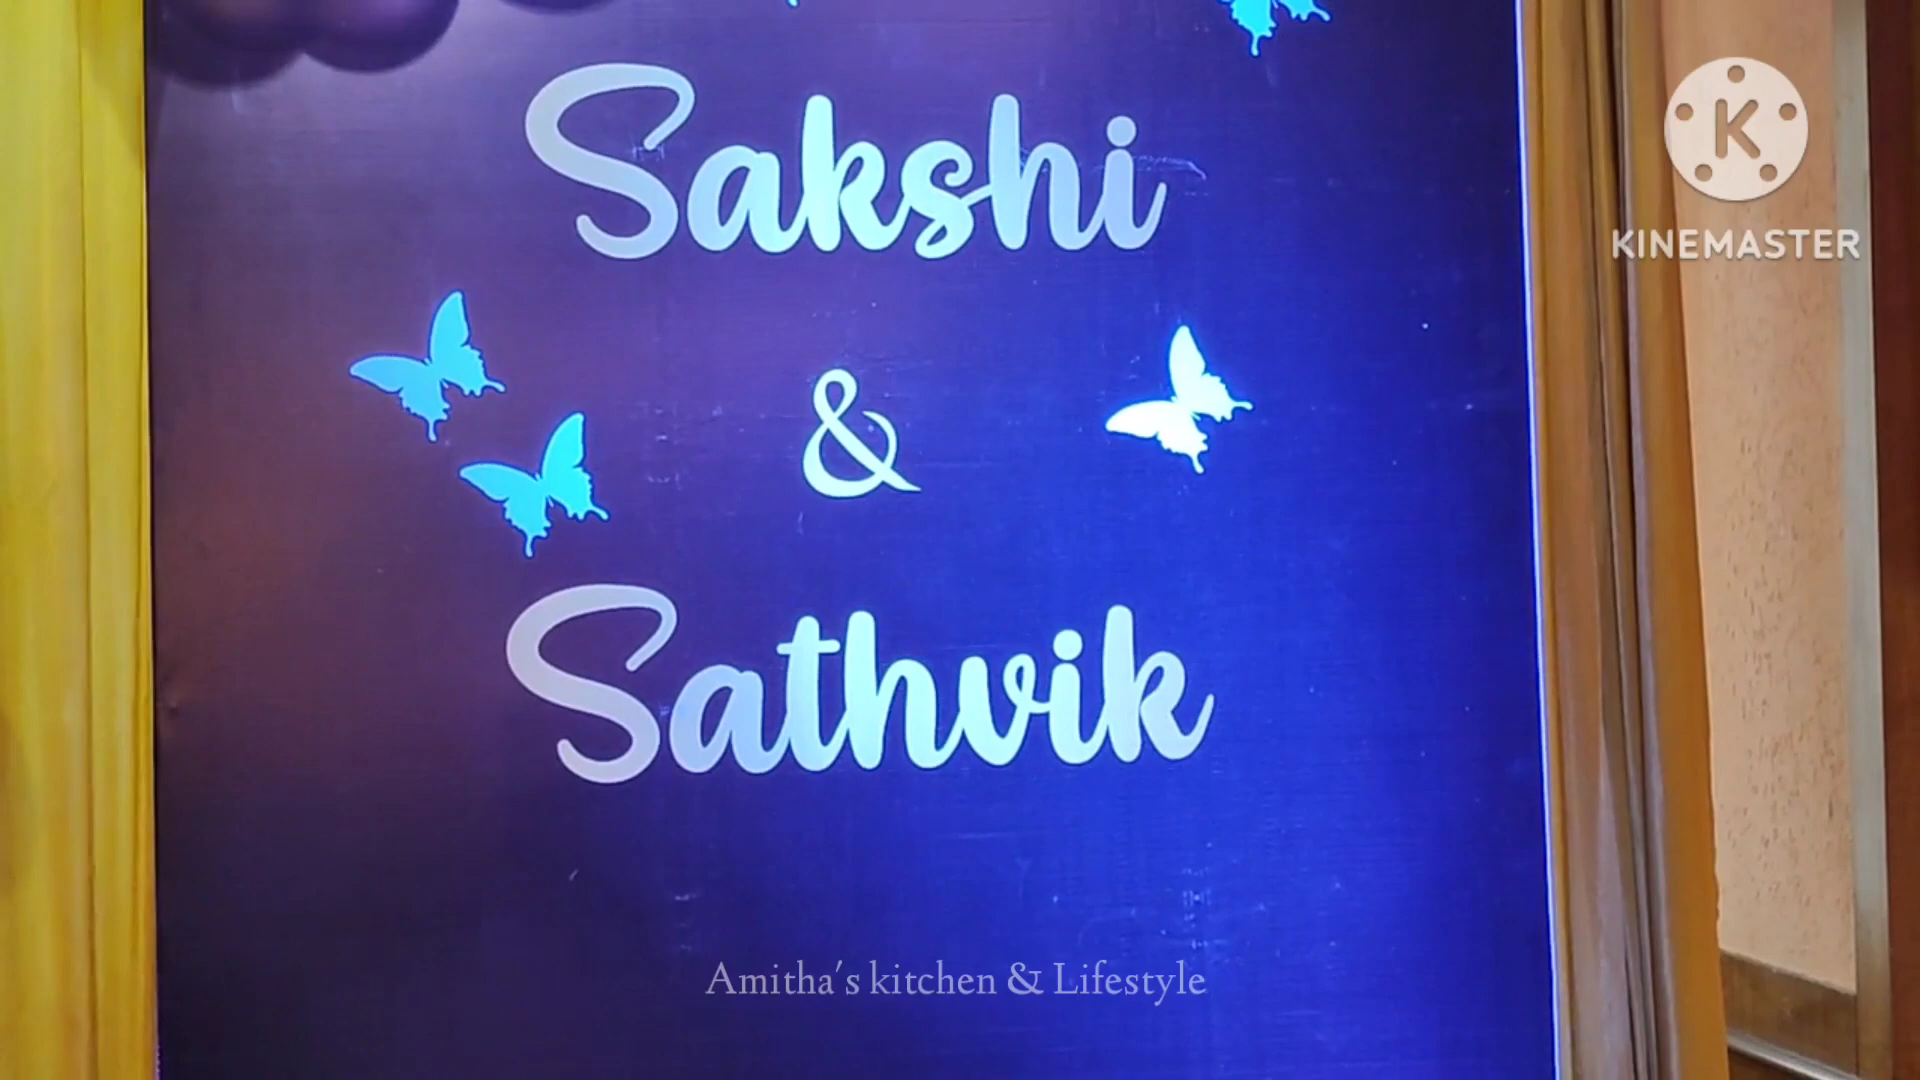 Sakshi
K
KINEMASTER
&
Sathvik
Amitha's kitchen & Lifestyle